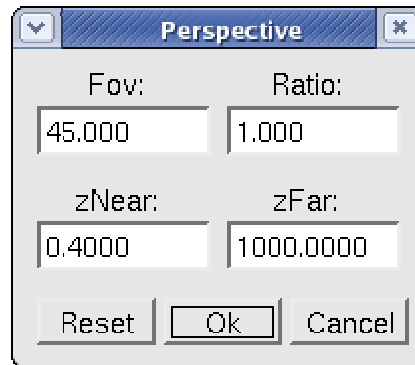 Perspective
Fov: Ratio:
45.000 1.000
zNear: zFar:
0.4000 1000.0000
Reset Ok Cancel